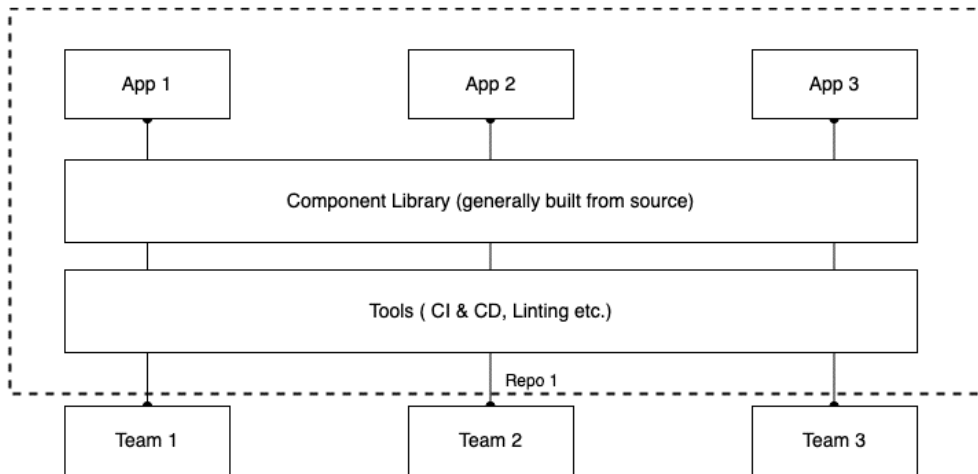 App 1
App 2
App 3
Component Library (generally built from source)
Tools ( CI & CD, Linting etc.)
Repo 1
Team 1
Team 2
Team 3